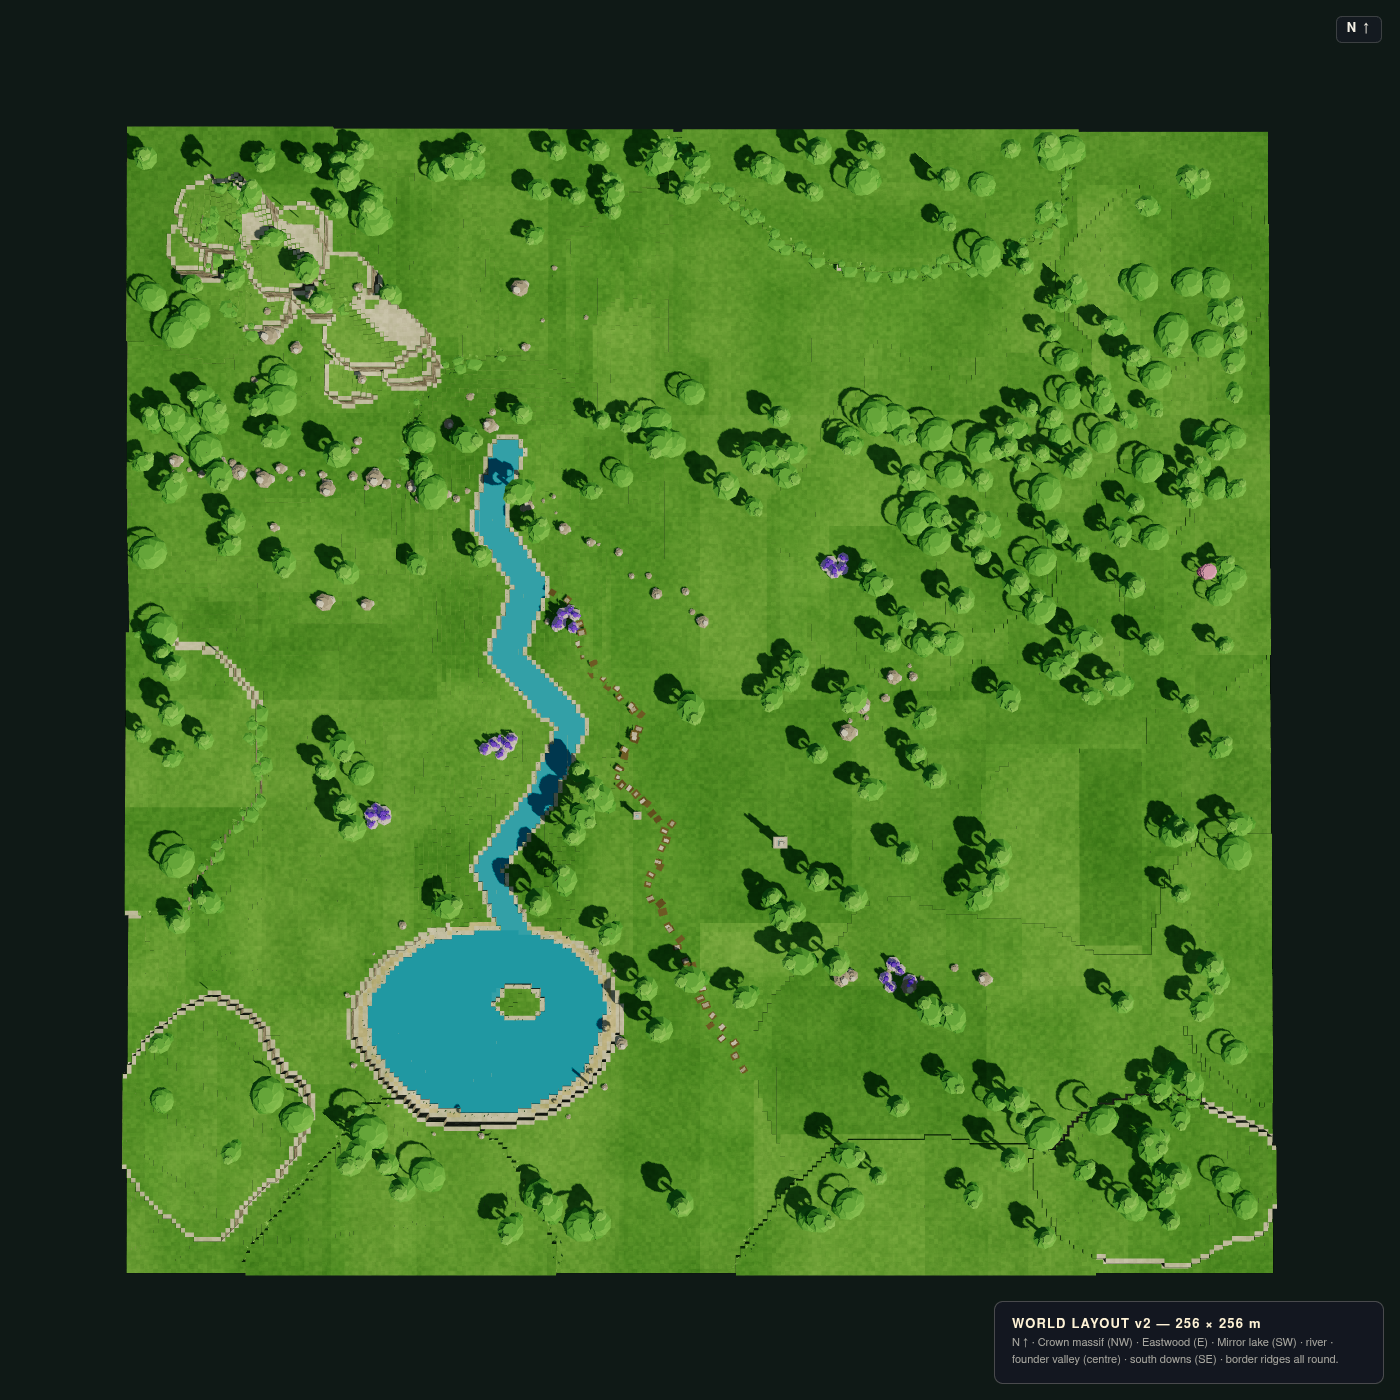 N ↑
WORLD LAYOUT v2 — 256 × 256 m
N ↑ · Crown massif (NW) · Eastwood (E) · Mirror lake (SW) · river ·
founder valley (centre) · south downs (SE) · border ridges all round.